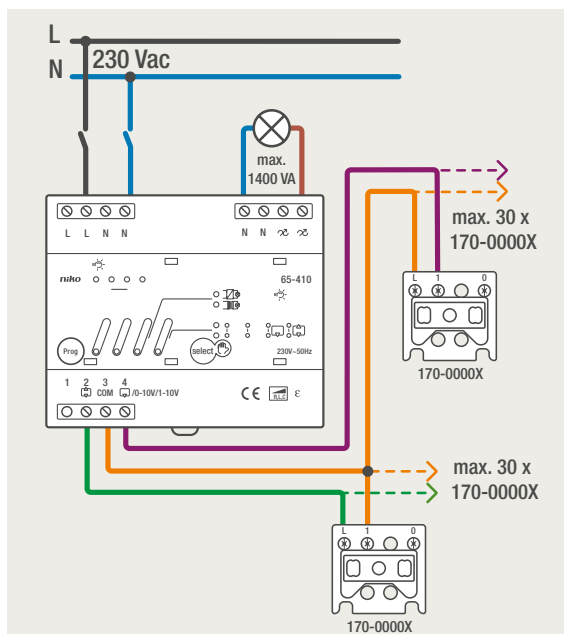 L
230 Vac
N
max.
1400 VA
L L N N
N N
max. 30 x
170-0000X
niko
65-410
L 1 0
Prog
select
230V~50Hz
170-0000X
1 2 3 4
COM /0-10V/1-10V
CE R,L,C ε
max. 30 x
170-0000X
L 1 0
170-0000X